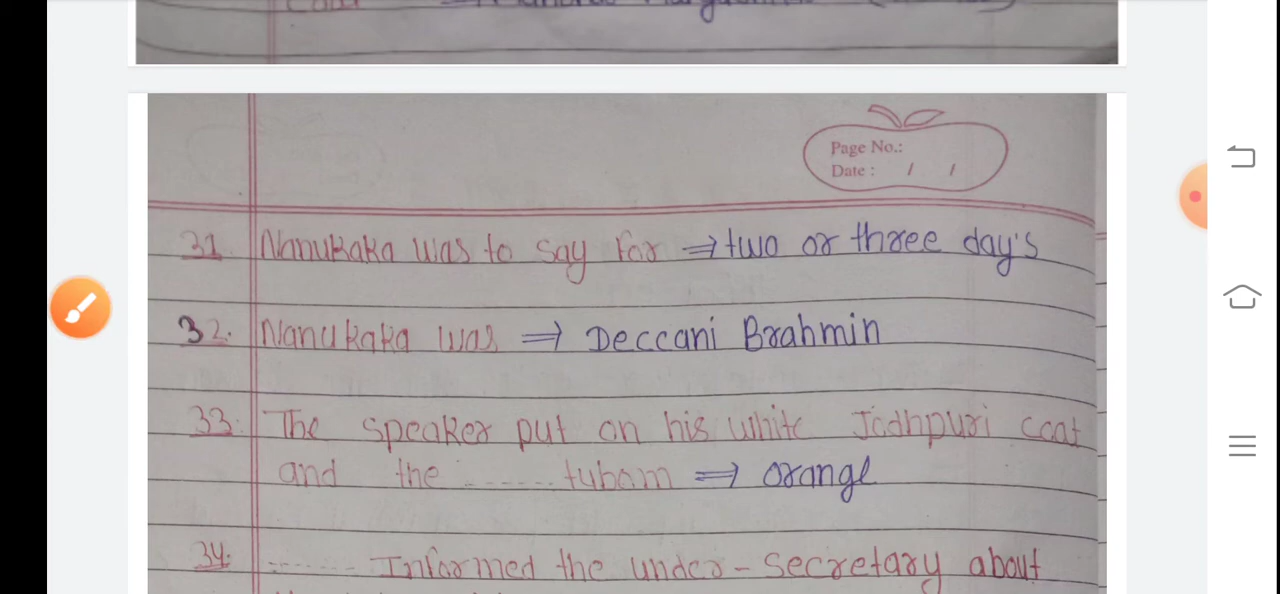 Page No.:
Date : / /
31. Nanukaka was to say for ⇒ two or three day's
32. Nanukaka was ⇒ Deccani Brahmin
33. The speaker put on his white Jodhpuri coat
and the ...... tubam ⇒ orange
34. ...... Informed the under-secretary about